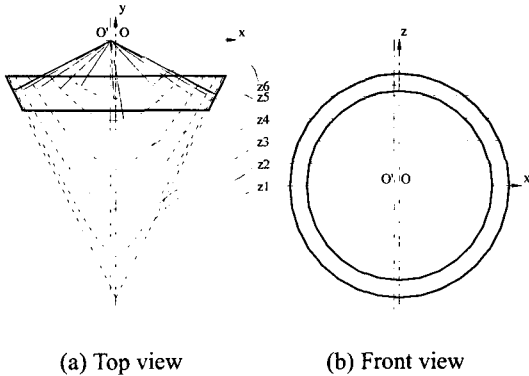 y
O' O
x
z6
z5
z4
z3
z2
z1
z
O' O
x
(a) Top view
(b) Front view